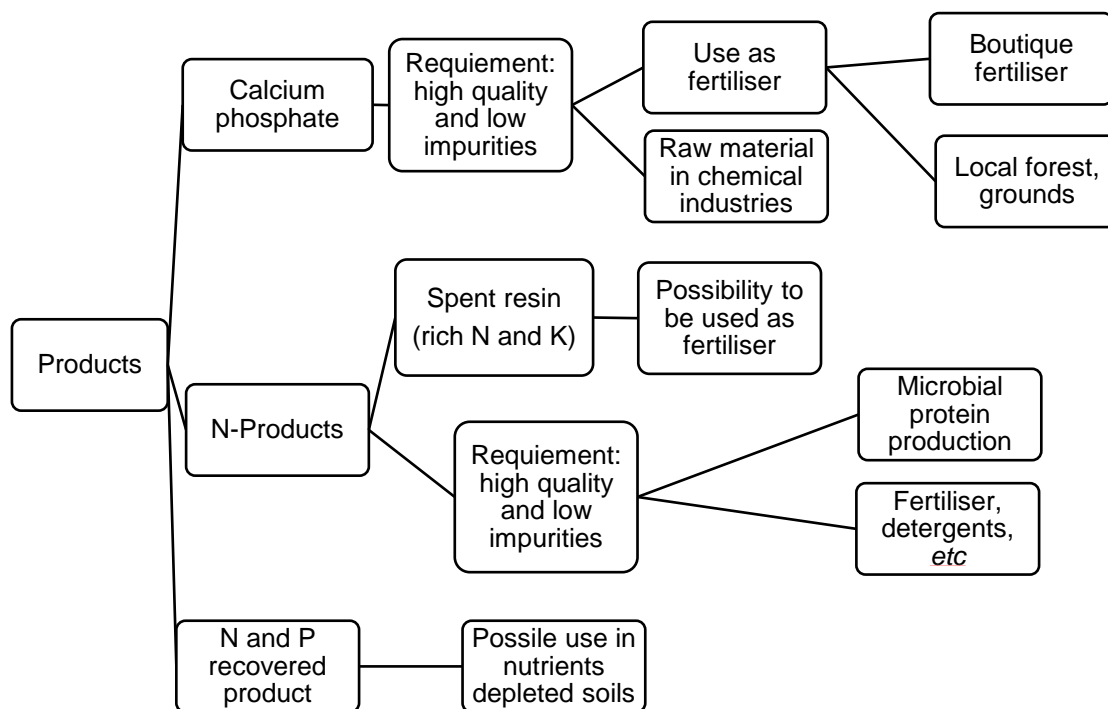 Products
Calcium
phosphate
Requiement:
high quality
and low
impurities
Use as
fertiliser
Boutique
fertiliser
Local forest,
grounds
Raw material
in chemical
industries
N-Products
Spent resin
(rich N and K)
Possibility to
be used as
fertiliser
Requiement:
high quality
and low
impurities
Microbial
protein
production
Fertiliser,
detergents,
etc
N and P
recovered
product
Possile use in
nutrients
depleted soils